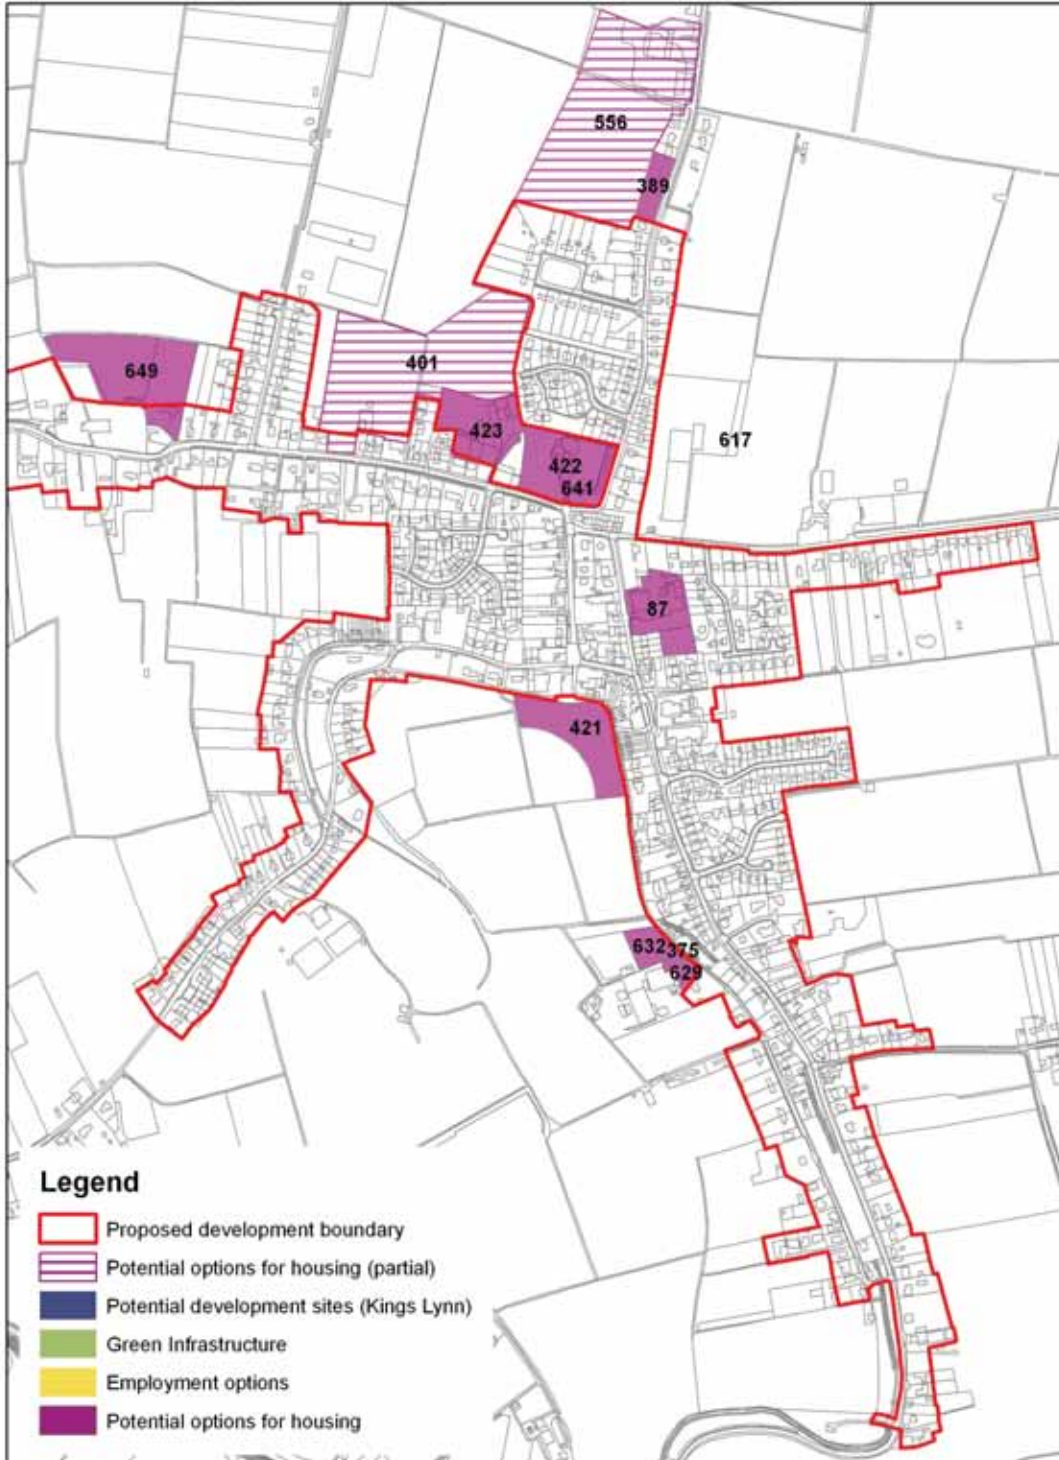 556
389
649
401
423
617
422
641
87
421
632 375
629
Legend
Proposed development boundary
Potential options for housing (partial)
Potential development sites (Kings Lynn)
Green Infrastructure
Employment options
Potential options for housing